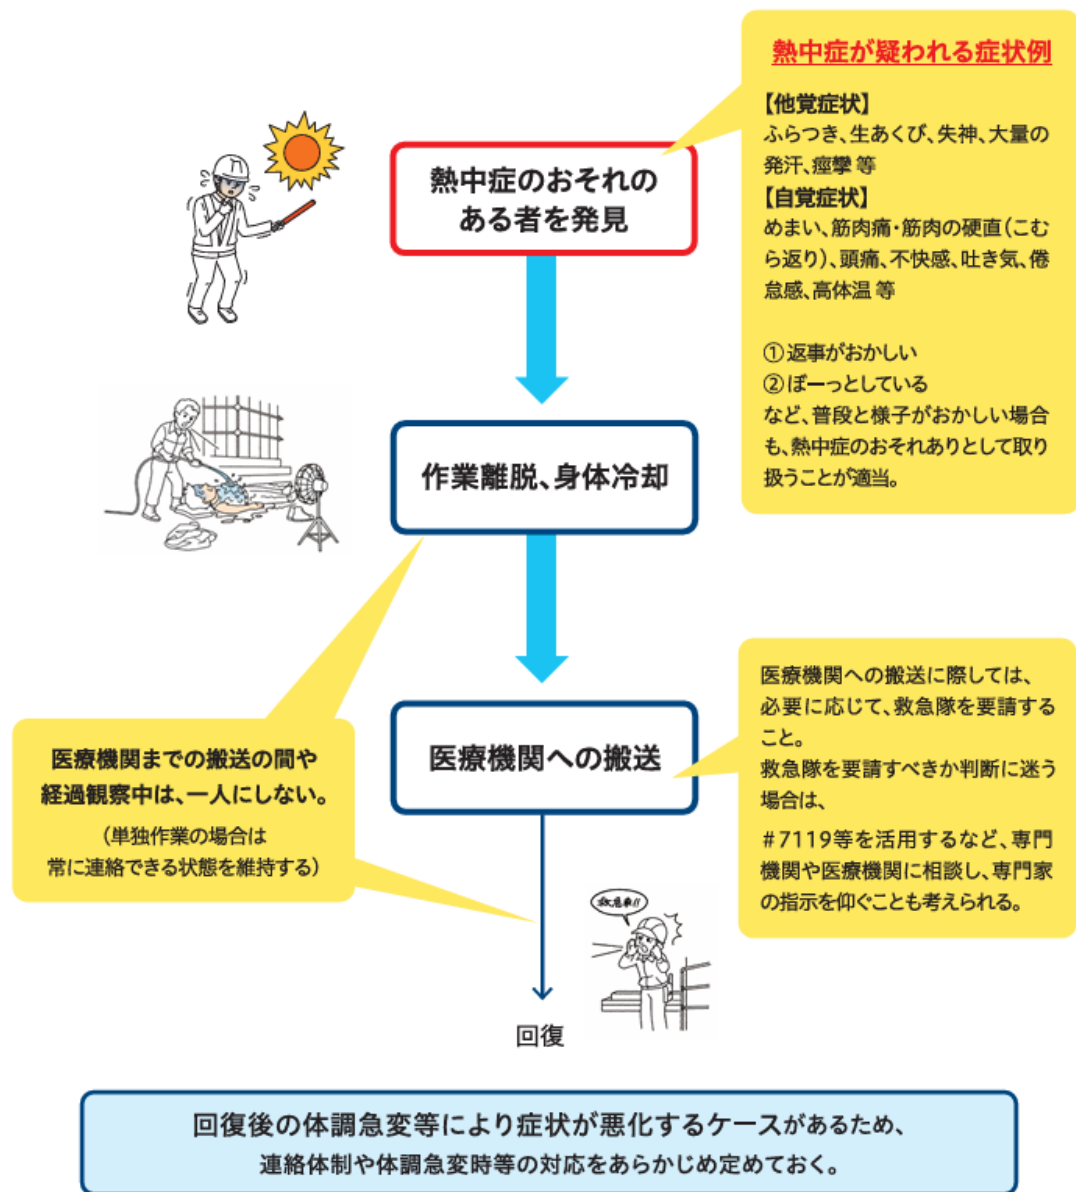 熱中症が疑われる症状例
【他覚症状】
ふらつき、生あくび、失神、大量の
発汗、痙攣 等
【自覚症状】
めまい、筋肉痛・筋肉の硬直（こむ
ら返り）、頭痛、不快感、吐き気、倦
怠感、高体温 等
①返事がおかしい
②ぼーっとしている
など、普段と様子がおかしい場合
も、熱中症のおそれありとして取り
扱うことが適当。
熱中症のおそれの
ある者を発見
作業離脱、身体冷却
医療機関への搬送
医療機関への搬送に際しては、
必要に応じて、救急隊を要請する
こと。
救急隊を要請すべきか判断に迷う
場合は、
＃7119等を活用するなど、専門
機関や医療機関に相談し、専門家
の指示を仰ぐことも考えられる。
医療機関までの搬送の間や
経過観察中は、一人にしない。
（単独作業の場合は
常に連絡できる状態を維持する）
救急車!!
回復
回復後の体調急変等により症状が悪化するケースがあるため、
連絡体制や体調急変時等の対応をあらかじめ定めておく。